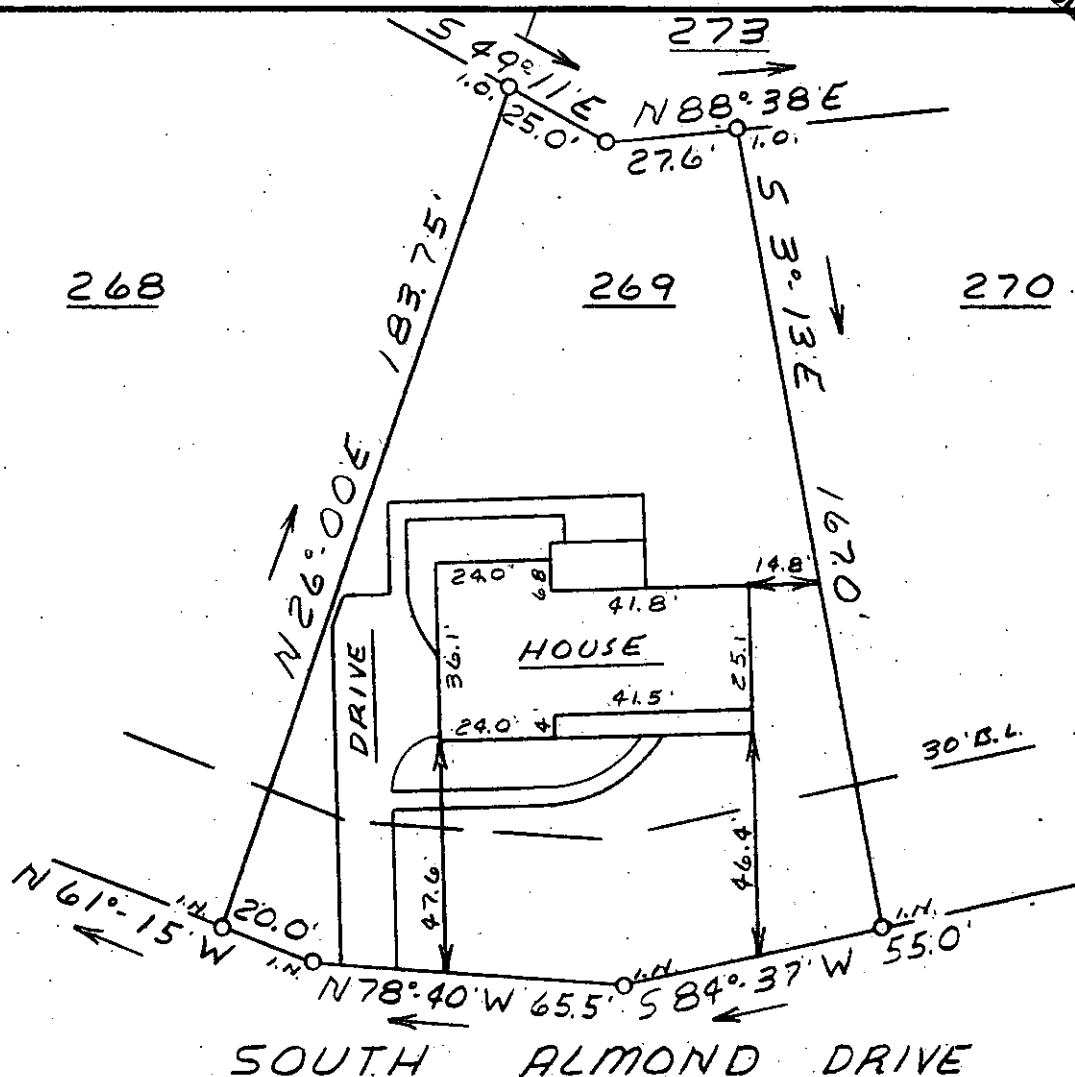 273
S 49°11'E
I.O.
25.0'
N 88°-38'E
27.6'
I.O.
268
269
270
183.75'
S 3°-13'E
N 26°-00'E
167.0'
24.0'
6.8
41.8'
14.8'
DRIVE
36.1'
HOUSE
25.1
41.5'
24.0'
4
30' B.L.
47.6'
46.4'
N 61°-15'W
I.N.
20.0'
I.N.
N 78°-40'W 65.5'
I.N.
S 84°-37'W
I.N.
55.0'
SOUTH ALMOND DRIVE